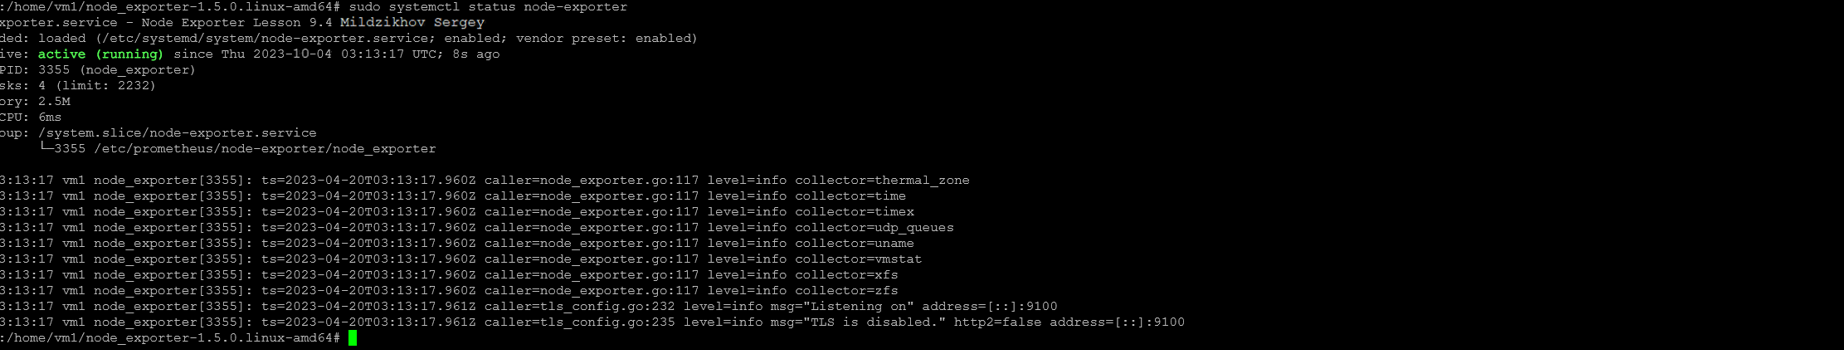 :/home/vm1/node_exporter-1.5.0.linux-amd64# sudo systemctl status node-exporter
xporter.service - Node Exporter Lesson 9.4 Mildzikhov Sergey
ded: loaded (/etc/systemd/system/node-exporter.service; enabled; vendor preset: enabled)
ive: active (running) since Thu 2023-10-04 03:13:17 UTC; 8s ago
PID: 3355 (node_exporter)
sks: 4 (limit: 2232)
ory: 2.5M
CPU: 6ms
oup: /system.slice/node-exporter.service
└─3355 /etc/prometheus/node-exporter/node_exporter
3:13:17 vm1 node_exporter[3355]: ts=2023-04-20T03:13:17.960Z caller=node_exporter.go:117 level=info collector=thermal_zone
3:13:17 vm1 node_exporter[3355]: ts=2023-04-20T03:13:17.960Z caller=node_exporter.go:117 level=info collector=time
3:13:17 vm1 node_exporter[3355]: ts=2023-04-20T03:13:17.960Z caller=node_exporter.go:117 level=info collector=timex
3:13:17 vm1 node_exporter[3355]: ts=2023-04-20T03:13:17.960Z caller=node_exporter.go:117 level=info collector=udp_queues
3:13:17 vm1 node_exporter[3355]: ts=2023-04-20T03:13:17.960Z caller=node_exporter.go:117 level=info collector=uname
3:13:17 vm1 node_exporter[3355]: ts=2023-04-20T03:13:17.960Z caller=node_exporter.go:117 level=info collector=vmstat
3:13:17 vm1 node_exporter[3355]: ts=2023-04-20T03:13:17.960Z caller=node_exporter.go:117 level=info collector=xfs
3:13:17 vm1 node_exporter[3355]: ts=2023-04-20T03:13:17.960Z caller=node_exporter.go:117 level=info collector=zfs
3:13:17 vm1 node_exporter[3355]: ts=2023-04-20T03:13:17.961Z caller=tls_config.go:232 level=info msg="Listening on" address=[::]:9100
3:13:17 vm1 node_exporter[3355]: ts=2023-04-20T03:13:17.961Z caller=tls_config.go:235 level=info msg="TLS is disabled." http2=false address=[::]:9100
:/home/vm1/node_exporter-1.5.0.linux-amd64#